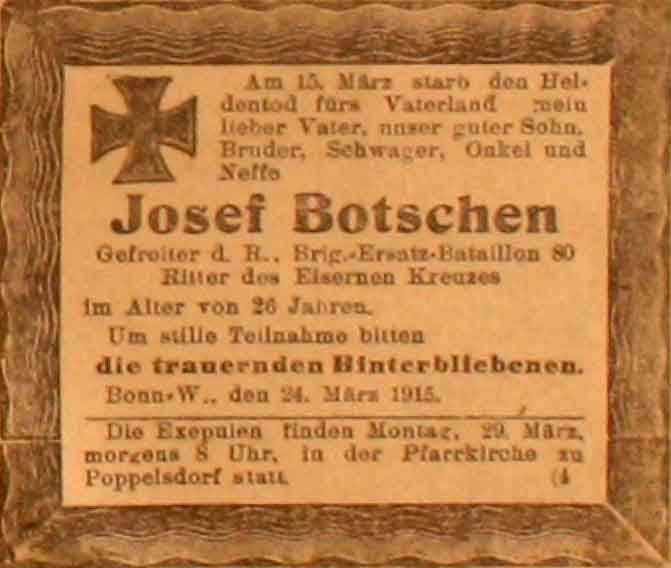 Am 15. März starb den Hel-
dentod fürs Vaterland mein
lieber Vater, unser guter Sohn,
Bruder, Schwager, Onkel und
Neffe
Josef Botschen
Gefreiter d. R., Brig.-Ersatz-Bataillon 80
Ritter des Eisernen Kreuzes
im Alter von 26 Jahren.
Um stille Teilnahme bitten
die trauernden Hinterbliebenen.
Bonn-W., den 24. März 1915.
Die Exequien finden Montag, 29. März,
morgens 8 Uhr, in der Pfarrkirche zu
Poppelsdorf statt. (4